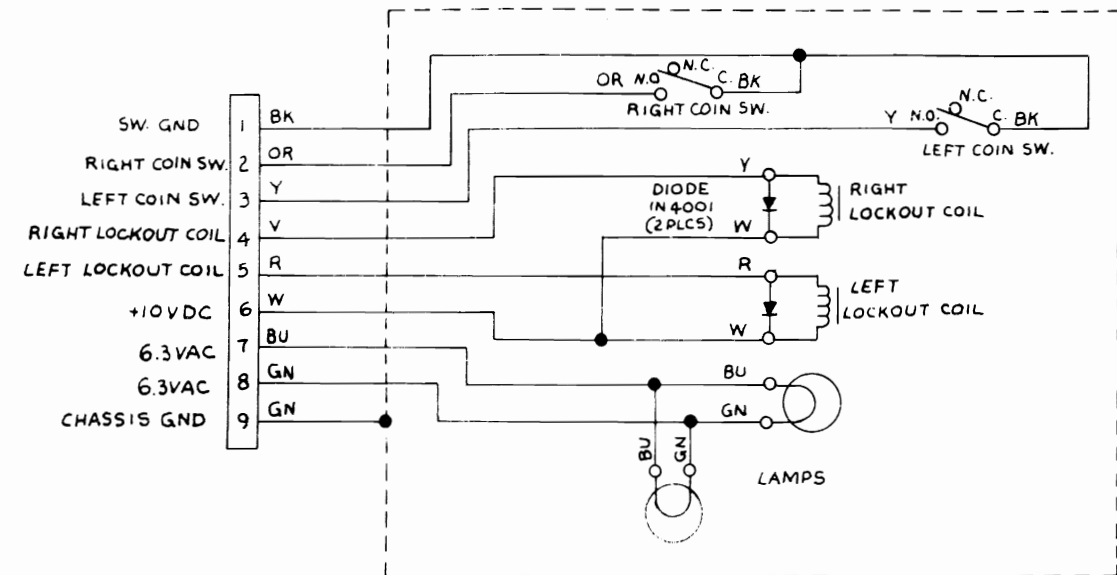 SW. GND 1 BK
RIGHT COIN SW. 2 OR
LEFT COIN SW. 3 Y
RIGHT LOCKOUT COIL 4 V
LEFT LOCKOUT COIL 5 R
+10VDC 6 W
6.3VAC 7 BU
6.3VAC 8 GN
CHASSIS GND 9 GN
N.C.
OR N.O C. BK
RIGHT COIN SW.
N.C.
Y N.O. C. BK
LEFT COIN SW.
Y
DIODE
IN4001
(2PLCS)
W
RIGHT
LOCKOUT COIL
R
W
LEFT
LOCKOUT COIL
BU
GN
BU
GN
LAMPS